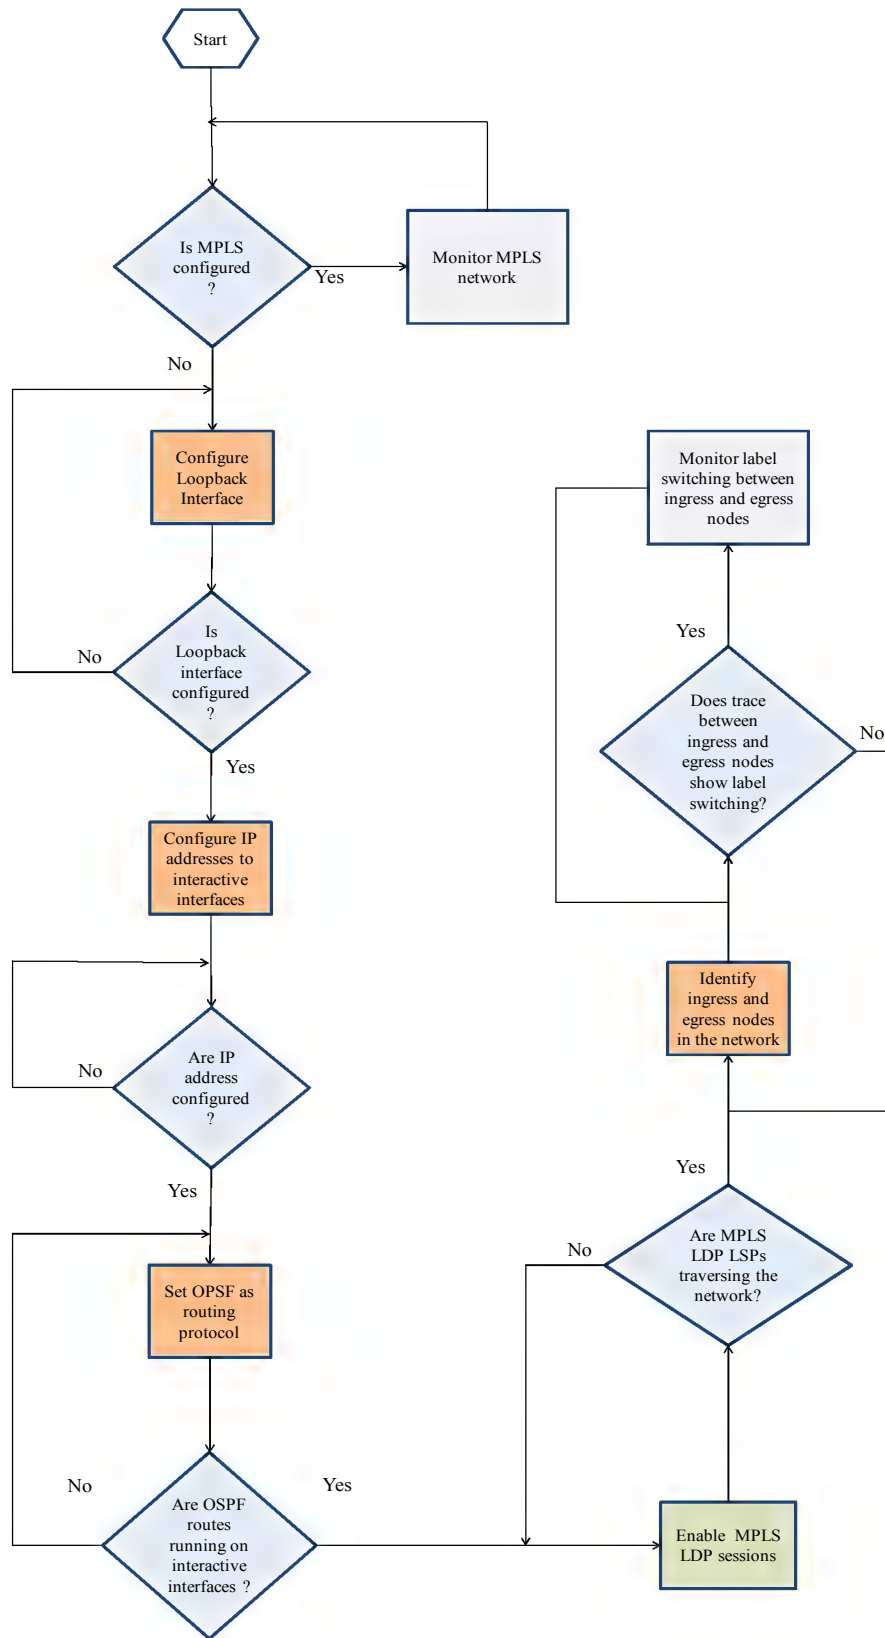 Start
Is MPLS
configured
?
Yes
Monitor MPLS
network
No
Configure
Loopback
Interface
Is
Loopback
interface
configured
?
No
Yes
Configure IP
addresses to
interactive
interfaces
Are IP
address
configured
?
No
Yes
Set OPSF as
routing
protocol
Are OSPF
routes
running on
interactive
interfaces ?
No
Yes
Enable MPLS
LDP sessions
Are MPLS
LDP LSPs
traversing the
network?
No
Yes
Identify
ingress and
egress nodes
in the network
Does trace
between
ingress and
egress nodes
show label
switching?
No
Yes
Monitor label
switching between
ingress and egress
nodes